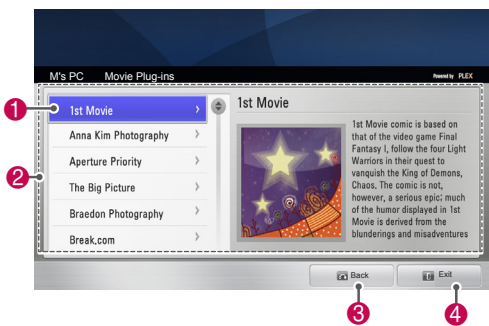 M's PC Movie Plug-ins
Powered by PLEX
1
1st Movie
Anna Kim Photography
Aperture Priority
2
The Big Picture
Braedon Photography
Break.com
1st Movie
1st Movie comic is based on
that of the video game Final
Fantasy I, follow the four Light
Warriors in their quest to
vanquish the King of Demons,
Chaos, The comic is not,
however, a serious epic; much
of the humor displayed in 1st
Movie is derived from the
blunderings and misadventures
Back
Exit
3
4